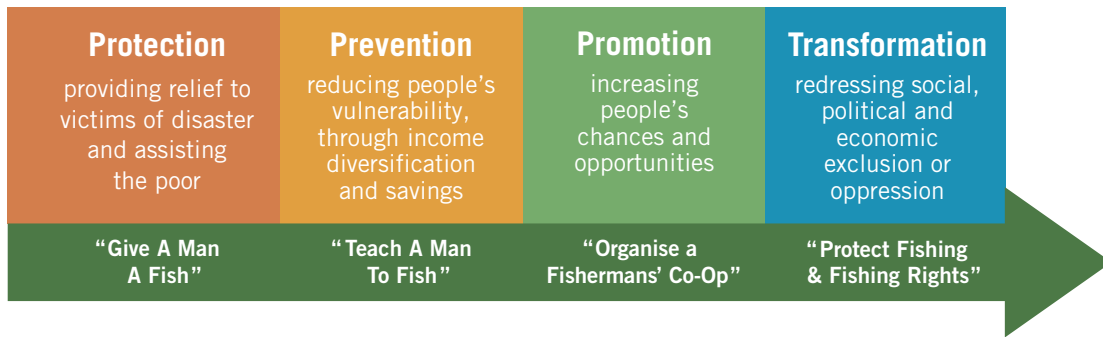 Protection
providing relief to
victims of disaster
and assisting
the poor
Prevention
reducing people's
vulnerability,
through income
diversification
and savings
Promotion
increasing
people's
chances and
opportunities
Transformation
redressing social,
political and
economic
exclusion or
oppression
“Give A Man
A Fish”
“Teach A Man
To Fish”
“Organise a
Fishermans' Co-Op”
“Protect Fishing
& Fishing Rights”